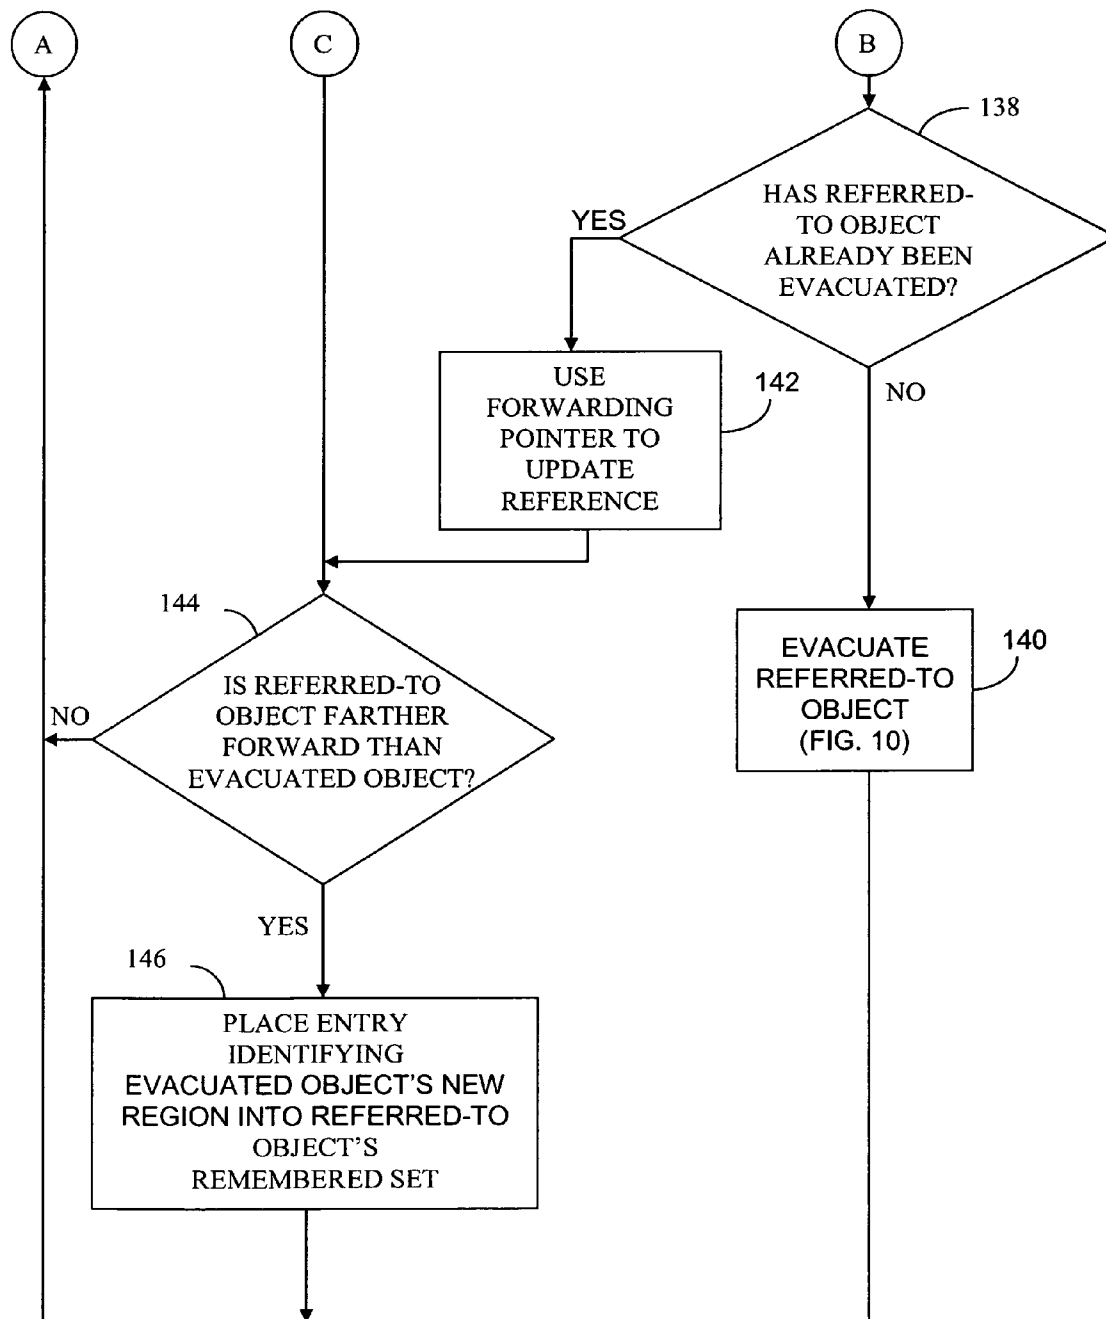 A
C
B
138
HAS REFERRED-
TO OBJECT
ALREADY BEEN
EVACUATED?
YES
NO
USE
FORWARDING
POINTER TO
UPDATE
REFERENCE
142
144
IS REFERRED-TO
OBJECT FARTHER
FORWARD THAN
EVACUATED OBJECT?
NO
YES
EVACUATE
REFERRED-TO
OBJECT
(FIG. 10)
140
146
PLACE ENTRY
IDENTIFYING
EVACUATED OBJECT'S NEW
REGION INTO REFERRED-TO
OBJECT'S
REMEMBERED SET